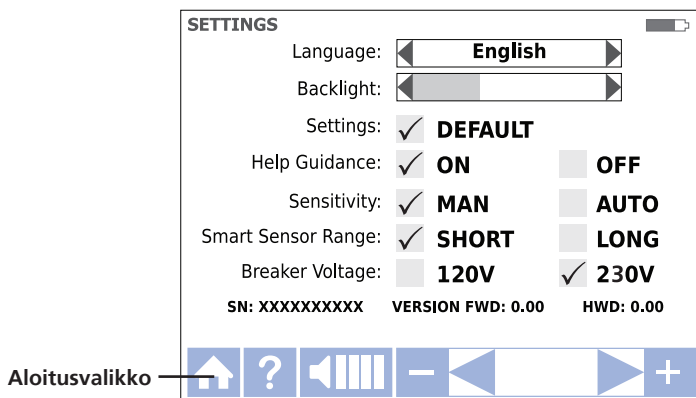 SETTINGS
Language: English
Backlight:
Settings: ✓ DEFAULT
Help Guidance: ✓ ON OFF
Sensitivity: ✓ MAN AUTO
Smart Sensor Range: ✓ SHORT LONG
Breaker Voltage: 120V ✓ 230V
SN: XXXXXXXXXX VERSION FWD: 0.00 HWD: 0.00
Aloitusvalikko ? − +